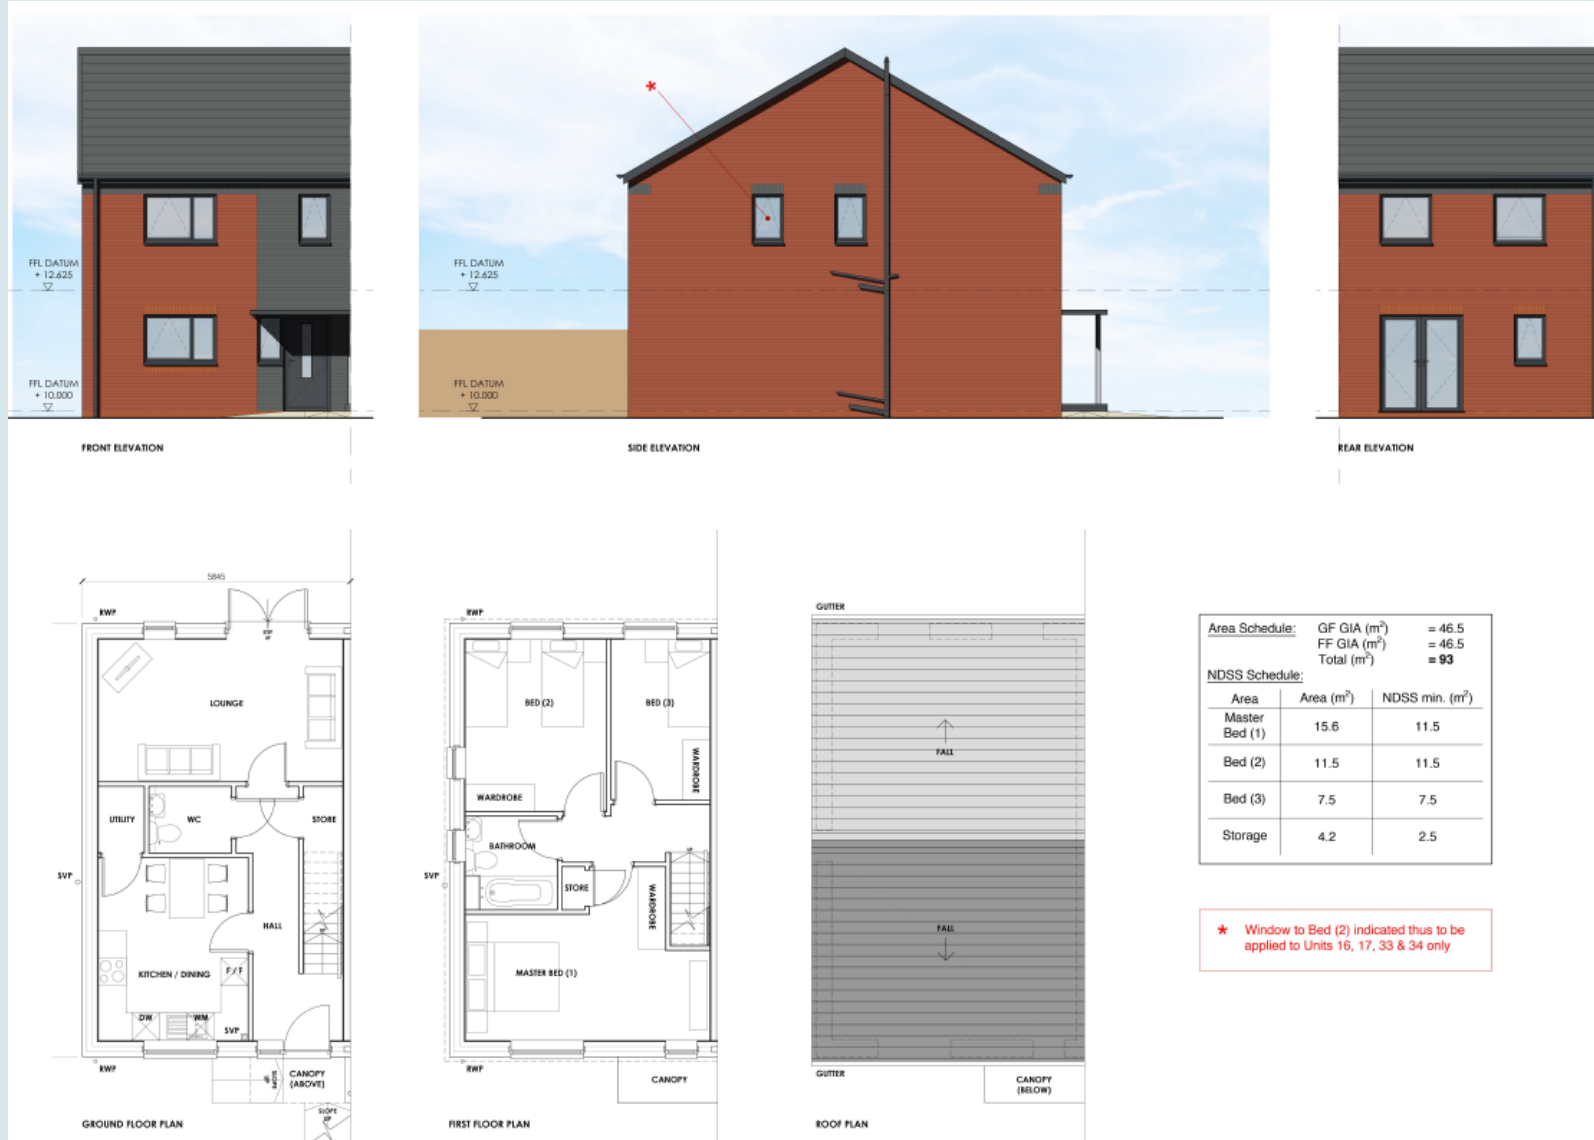 *
FFL DATUM
+ 12.625
FFL DATUM
+ 10.000
FRONT ELEVATION
FFL DATUM
+ 12.625
FFL DATUM
+ 10.000
SIDE ELEVATION
REAR ELEVATION
5845
RWP
STEP
UP
LOUNGE
UTILITY
WC
STORE
SVP
HALL
KITCHEN / DINING
F / F
DW
WM
SVP
RWP
SLOPE
UP
CANOPY
(ABOVE)
SLOPE
UP
GROUND FLOOR PLAN
RWP
BED (2)
BED (3)
WARDROBE
WARDROBE
BATHROOM
SVP
STORE
WARDROBE
MASTER BED (1)
RWP
CANOPY
FIRST FLOOR PLAN
GUTTER
FALL
FALL
GUTTER
CANOPY
(BELOW)
ROOF PLAN
Area Schedule: GF GIA (m²) = 46.5
FF GIA (m²) = 46.5
Total (m²) = 93
NDSS Schedule:
Area Area (m²) NDSS min. (m²)
Master
Bed (1) 15.6 11.5
Bed (2) 11.5 11.5
Bed (3) 7.5 7.5
Storage 4.2 2.5
* Window to Bed (2) indicated thus to be
applied to Units 16, 17, 33 & 34 only